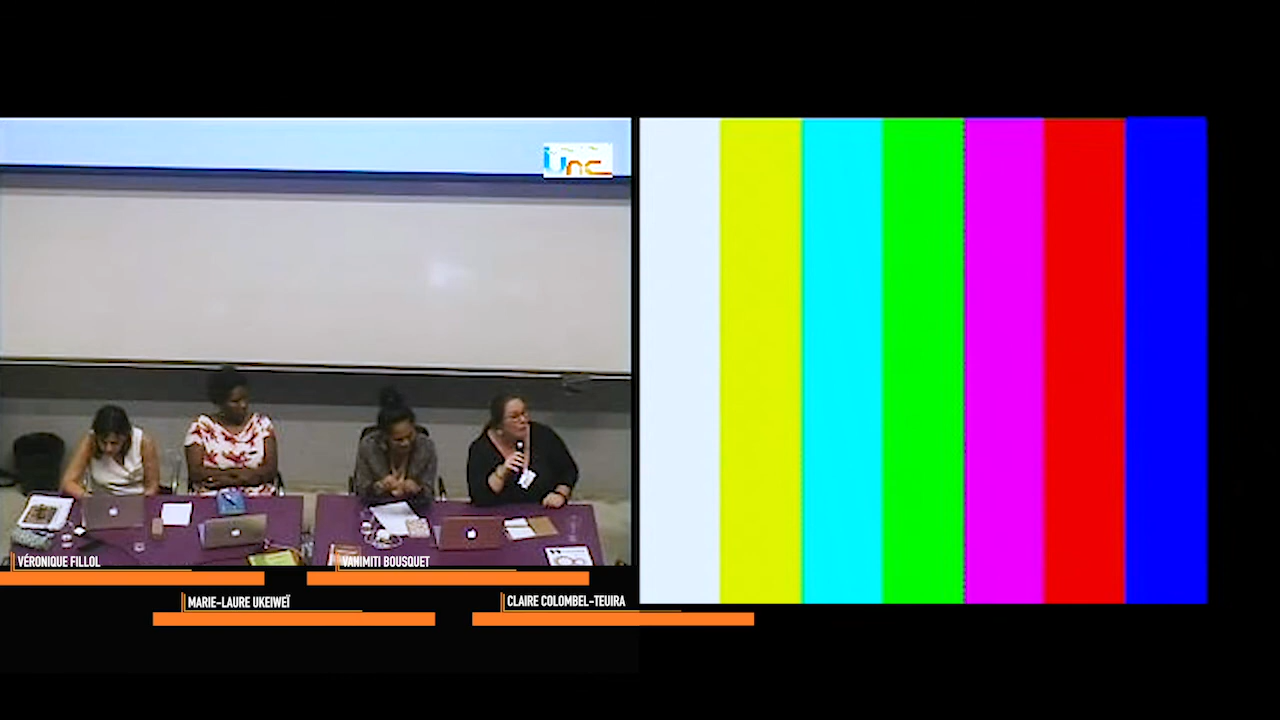 Unc
VÉRONIQUE FILLOL
VANIMITI BOUSQUET
MARIE-LAURE UKEIWEÏ
CLAIRE COLOMBEL-TEUIRA